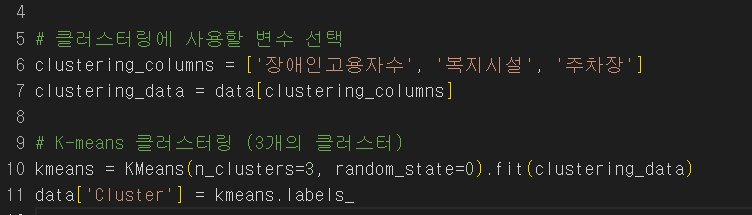 4
5 # 클러스터링에 사용할 변수 선택
6 clustering_columns = ['장애인고용자수', '복지시설', '주차장']
7 clustering_data = data[clustering_columns]
8
9 # K-means 클러스터링 (3개의 클러스터)
10 kmeans = KMeans(n_clusters=3, random_state=0).fit(clustering_data)
11 data['Cluster'] = kmeans.labels_